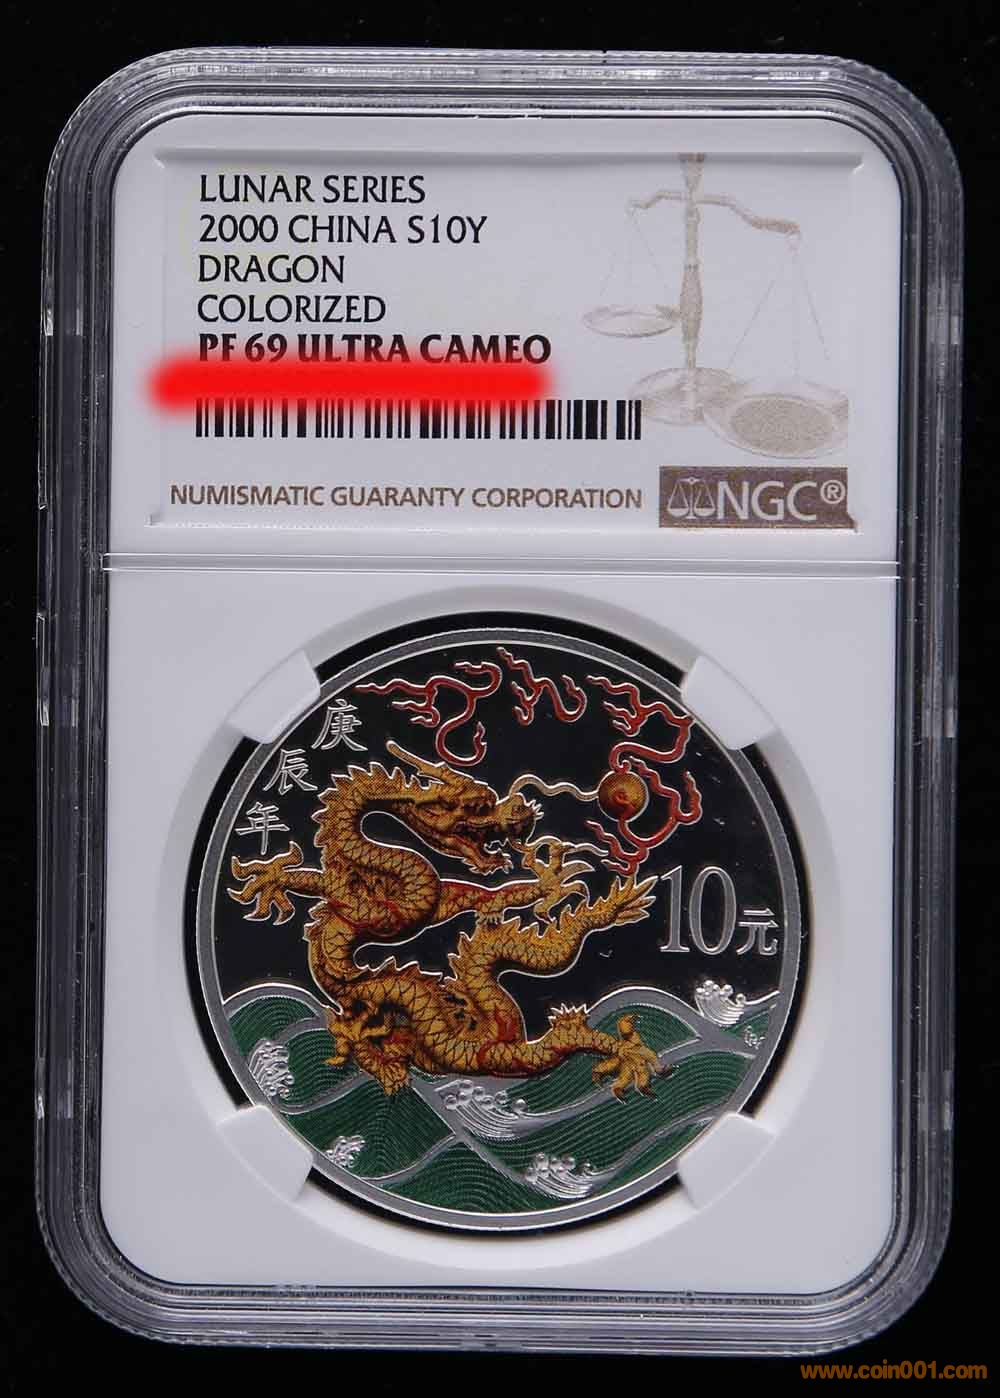 LUNAR SERIES
2000 CHINA S10Y
DRAGON
COLORIZED
PF 69 ULTRA CAMEO
NUMISMATIC GUARANTY CORPORATION
NGC®
庚辰年
10元
www.coin001.com